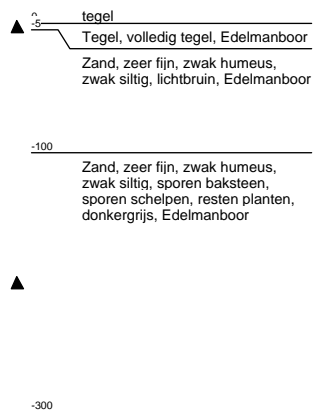 0
tegel
-5
Tegel, volledig tegel, Edelmanboor
Zand, zeer fijn, zwak humeus,
zwak siltig, lichtbruin, Edelmanboor
-100
Zand, zeer fijn, zwak humeus,
zwak siltig, sporen baksteen,
sporen schelpen, resten planten,
donkergrijs, Edelmanboor
-300